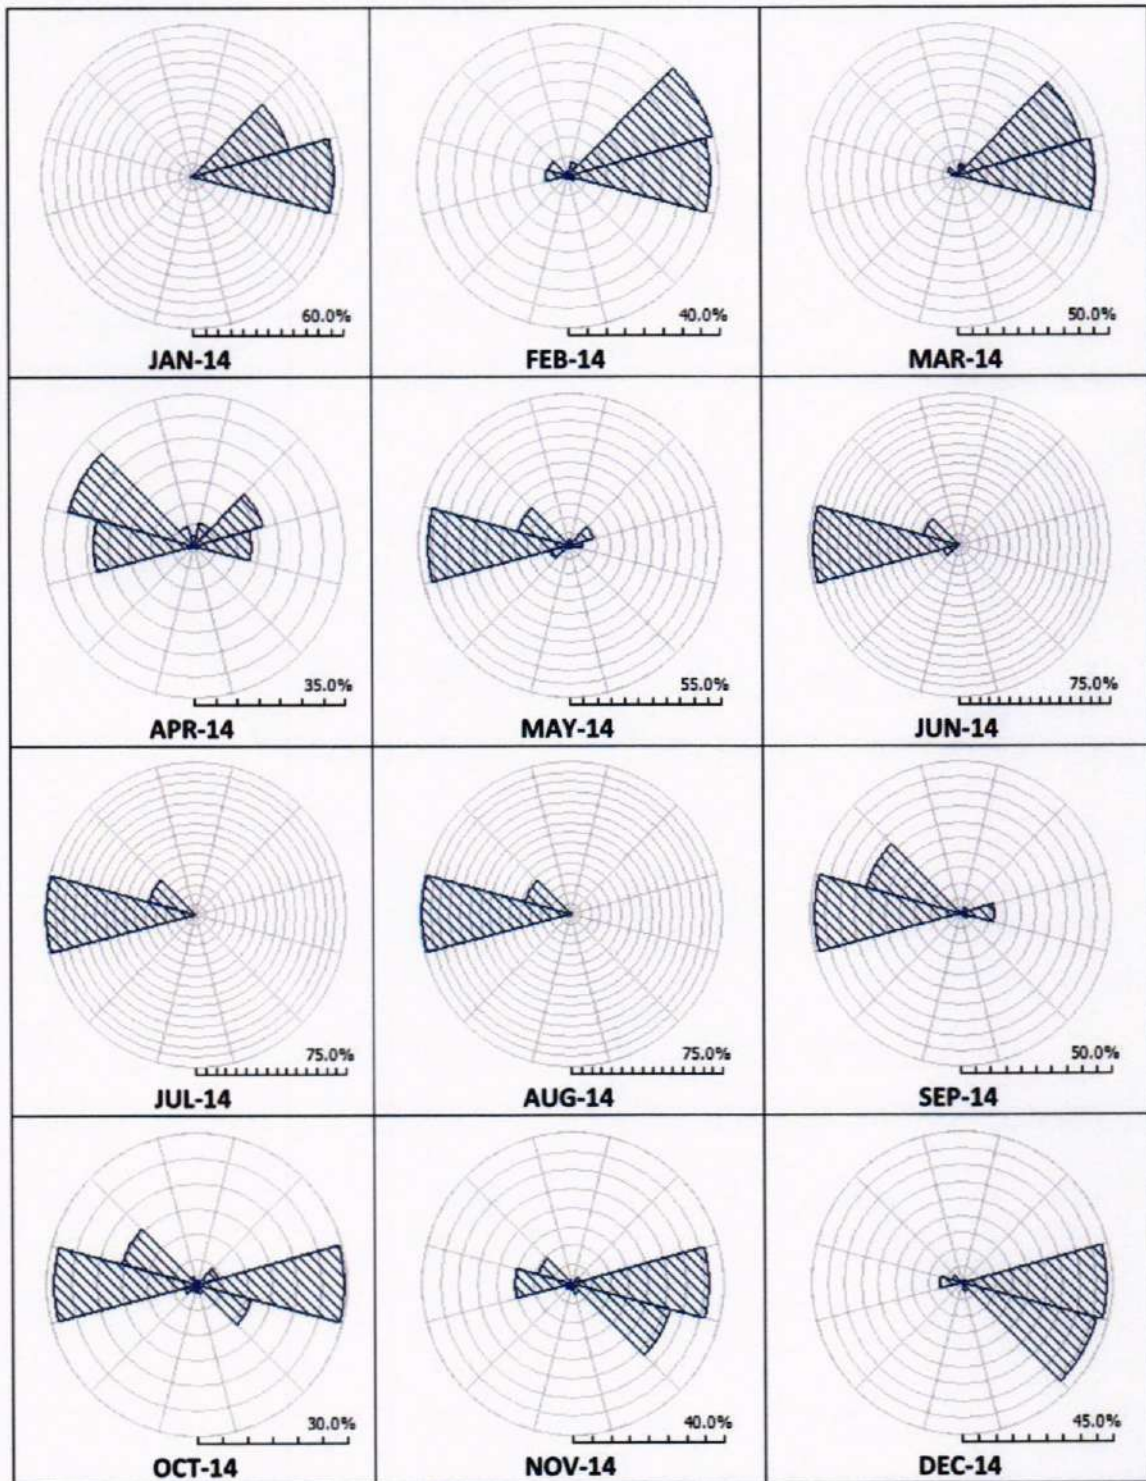 60.0%
JAN-14
40.0%
FEB-14
50.0%
MAR-14
35.0%
APR-14
55.0%
MAY-14
75.0%
JUN-14
75.0%
JUL-14
75.0%
AUG-14
50.0%
SEP-14
30.0%
OCT-14
40.0%
NOV-14
45.0%
DEC-14